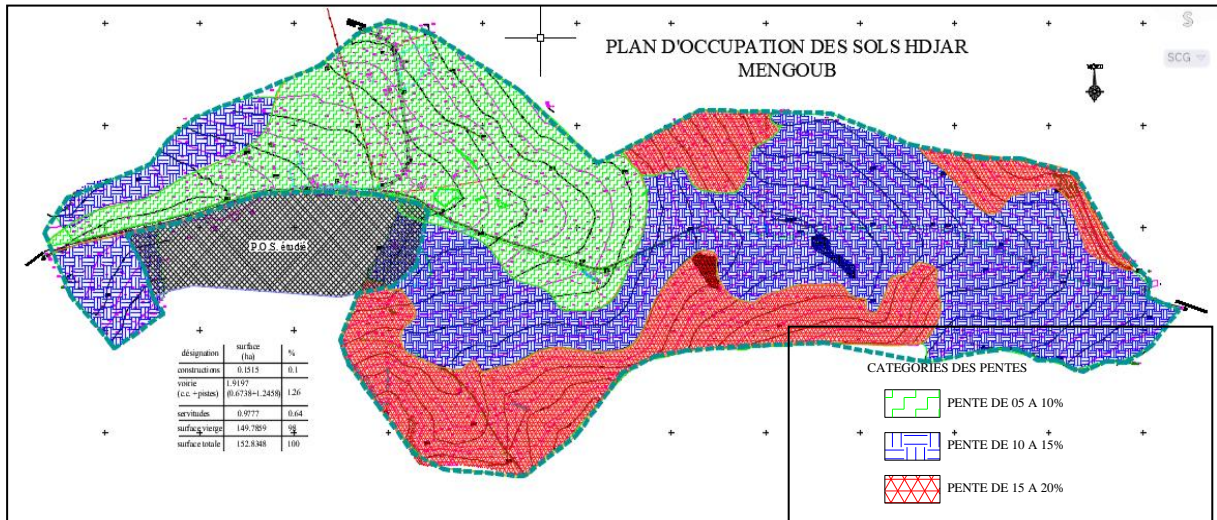 S
PLAN D'OCCUPATION DES SOLS HDJAR
MENGOUB
SCG
P.O.S. étudié
désignation surface (ha) %
constructions 0.1515 0.1
voirie (c.c. +pistes) 1.9197 (0.6738+1.2458) 1.26
servitudes 0.9777 0.64
surface vierge 149.7859 98
surface totale 152.8348 100
CATEGORIES DES PENTES
PENTE DE 05 A 10%
PENTE DE 10 A 15%
PENTE DE 15 A 20%